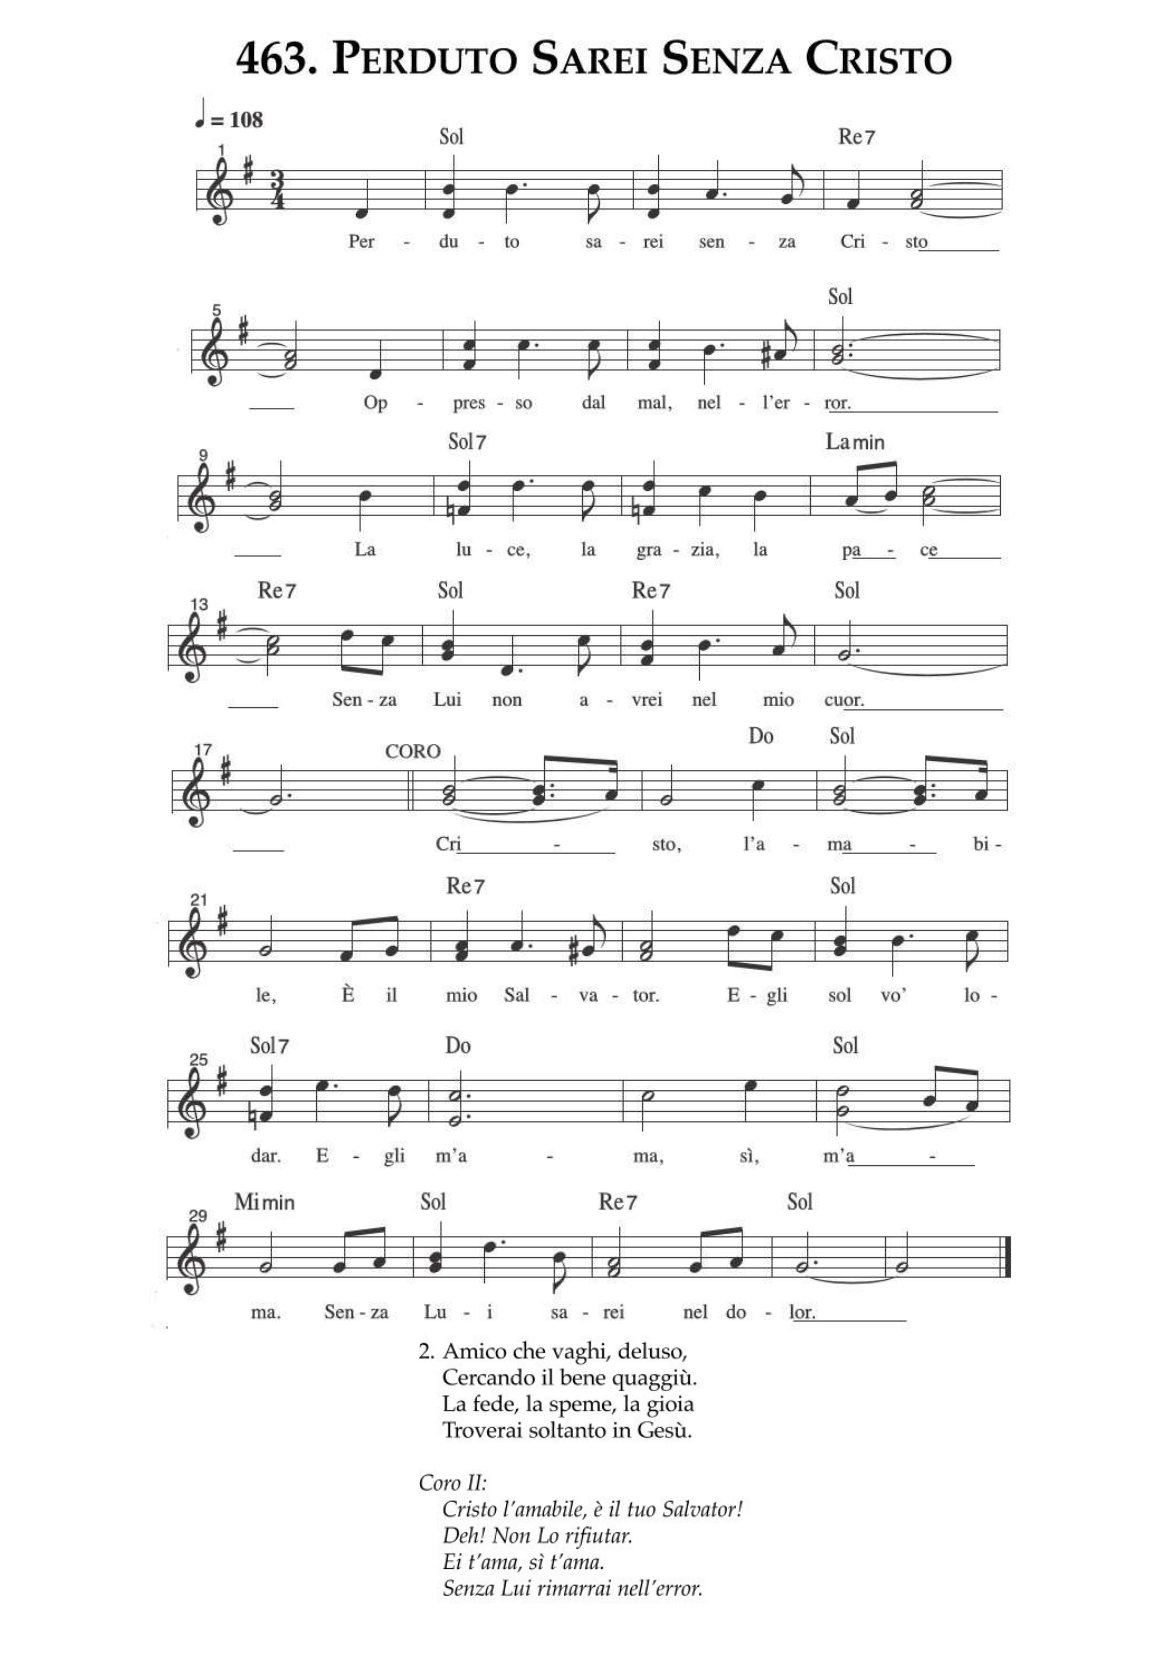 463. PERDUTO SAREI SENZA CRISTO
= 108
Sol Re7
1
3
4
Per - du - to sa - rei sen - za Cri - sto
Sol
5
Op - pres - so dal mal, nel - l'er - ror.
Sol7 Lamin
9
La lu - ce, la gra - zia, la pa - ce
Re7 Sol Re7 Sol
13
Sen - za Lui non a - vrei nel mio cuor.
Do Sol
17 CORO
Cri - sto, l'a - ma - bi -
Re7 Sol
21
le, È il mio Sal - va - tor. E - gli sol vo' lo -
Sol7 Do Sol
25
dar. E - gli m'a - ma, sì, m'a -
Mimin Sol Re7 Sol
29
ma. Sen - za Lu - i sa - rei nel do - lor.
2. Amico che vaghi, deluso,
Cercando il bene quaggiù.
La fede, la speme, la gioia
Troverai soltanto in Gesù.
Coro II:
Cristo l'amabile, è il tuo Salvator!
Deh! Non Lo rifiutar.
Ei t'ama, sì t'ama.
Senza Lui rimarrai nell'error.